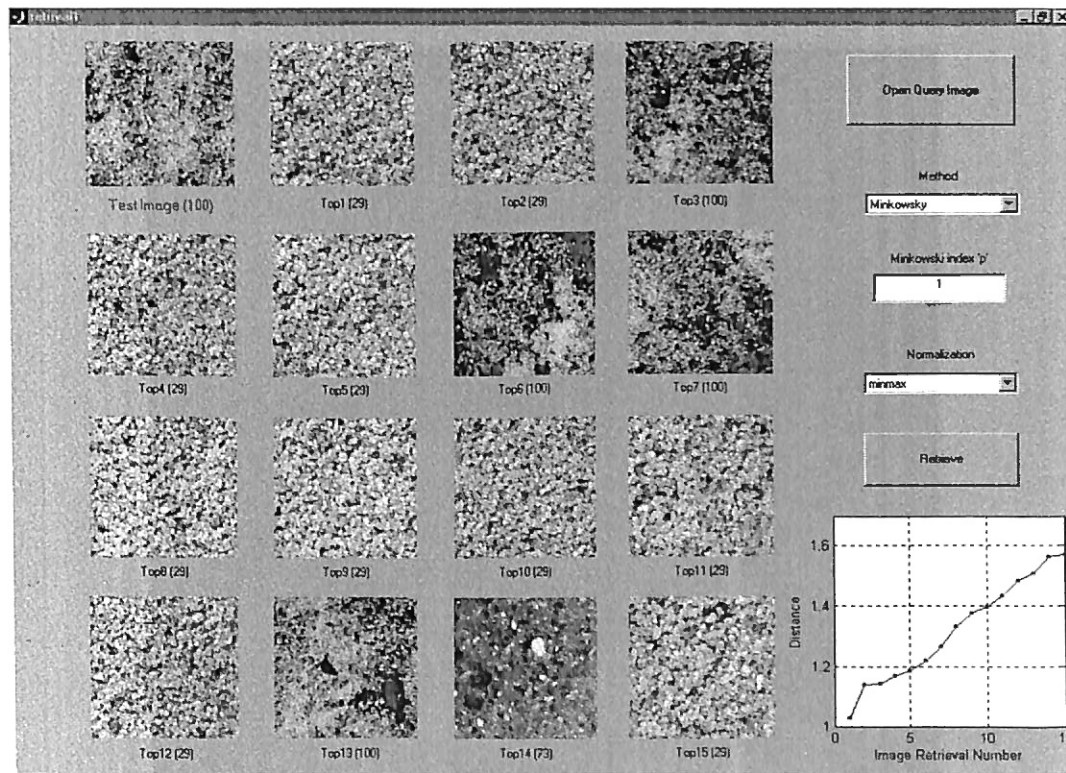 retrieval1
Open Query Image
Test Image (100)
Top1 (29)
Top2 (29)
Top3 (100)
Method
Minkowsky
Minkowski index 'p'
1
Top4 (29)
Top5 (29)
Top6 (100)
Top7 (100)
Normalization
minmax
Retrieve
Top8 (29)
Top9 (29)
Top10 (29)
Top11 (29)
1.6
1.4
1.2
1
Distance
0
5
10
15
Image Retrieval Number
Top12 (29)
Top13 (100)
Top14 (73)
Top15 (29)